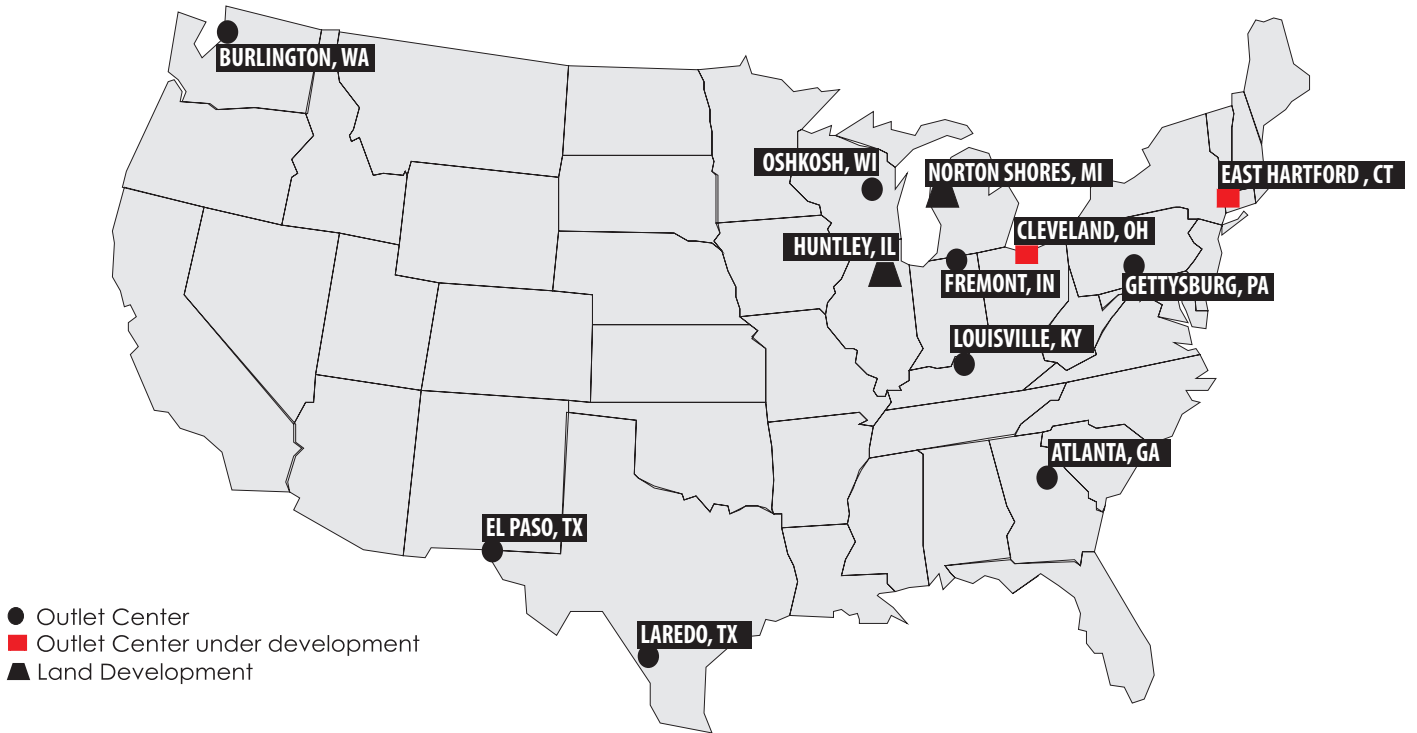 BURLINGTON, WA
OSHKOSH, WI
NORTON SHORES, MI
EAST HARTFORD , CT
CLEVELAND, OH
HUNTLEY, IL
FREMONT, IN
GETTYSBURG, PA
LOUISVILLE, KY
ATLANTA, GA
EL PASO, TX
LAREDO, TX
Outlet Center
Outlet Center under development
Land Development